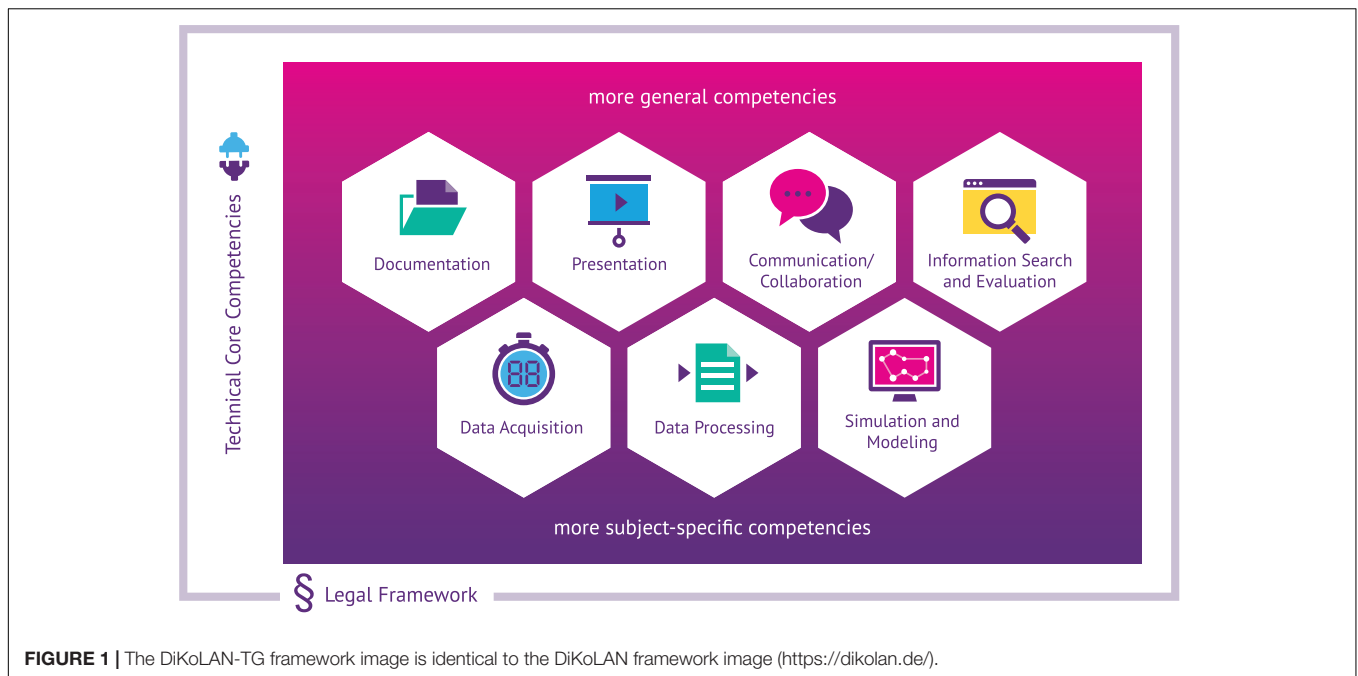 more general competencies
Technical Core Competencies
Documentation
Presentation
Communication/
Collaboration
Information Search
and Evaluation
88
Data Acquisition
Data Processing
Simulation and
Modeling
more subject-specific competencies
§ Legal Framework
FIGURE 1 | The DiKoLAN-TG framework image is identical to the DiKoLAN framework image (https://dikolan.de/).